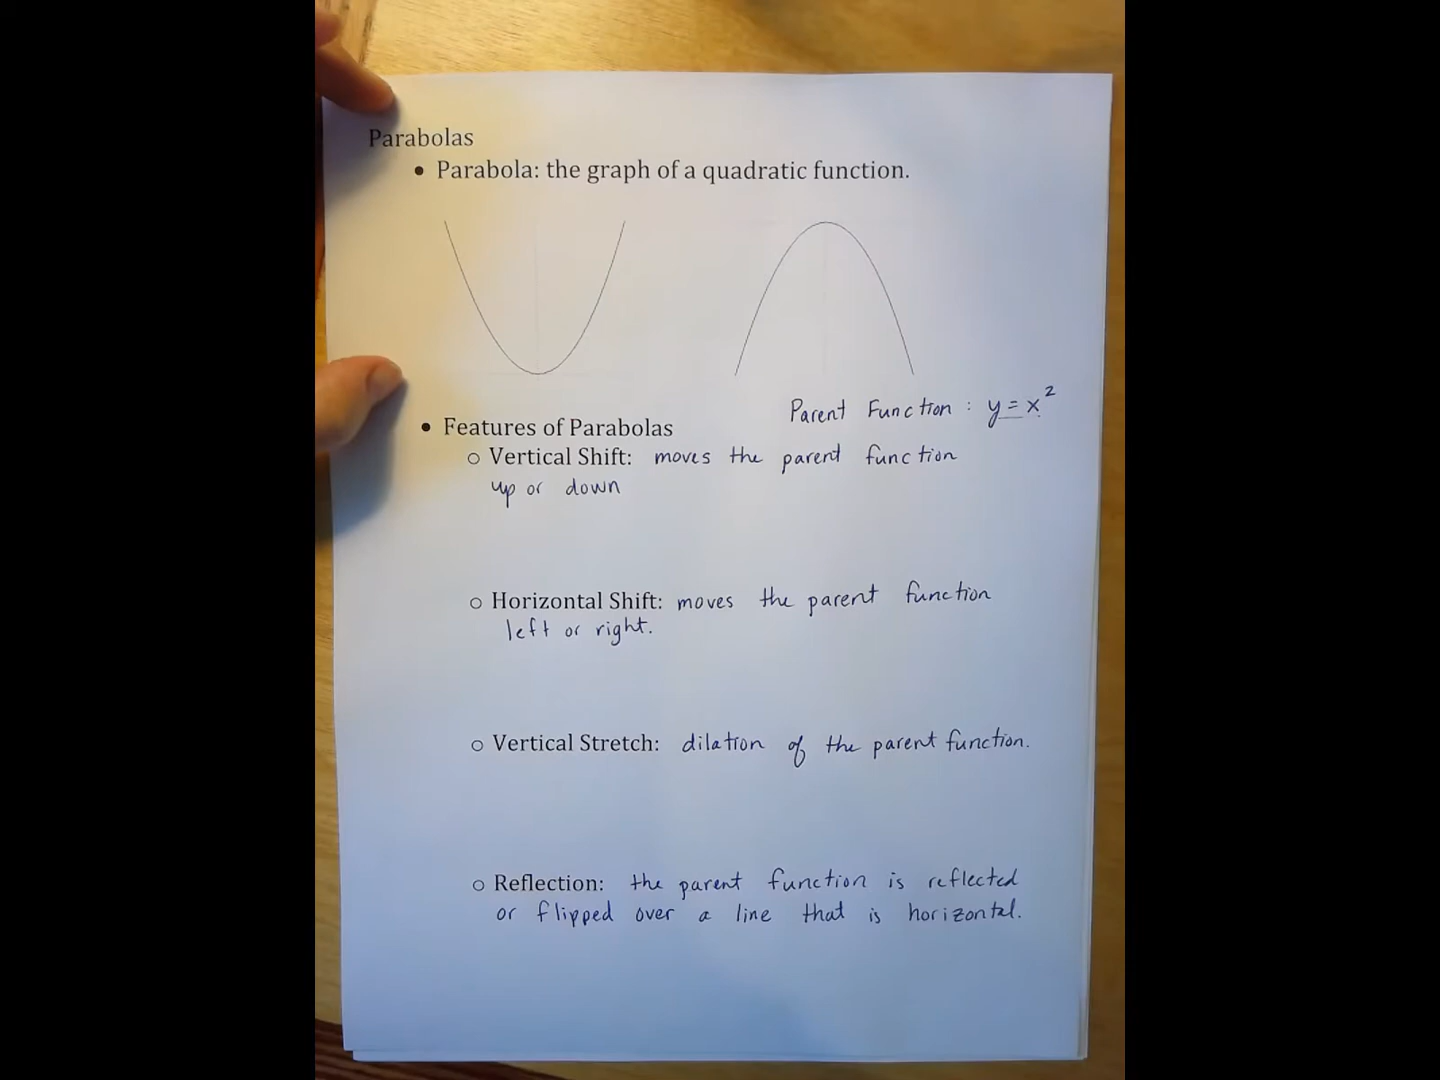 Parabolas
• Parabola: the graph of a quadratic function.
Parent Function : y = x²
• Features of Parabolas
○ Vertical Shift: moves the parent function
up or down
○ Horizontal Shift: moves the parent function
left or right.
○ Vertical Stretch: dilation of the parent function.
○ Reflection: the parent function is reflected
or flipped over a line that is horizontal.